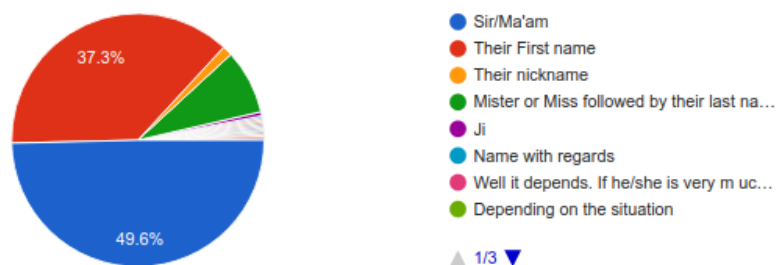 37.3%
49.6%
Sir/Ma'am
Their First name
Their nickname
Mister or Miss followed by their last na...
Ji
Name with regards
Well it depends. If he/she is very m uc...
Depending on the situation
1/3